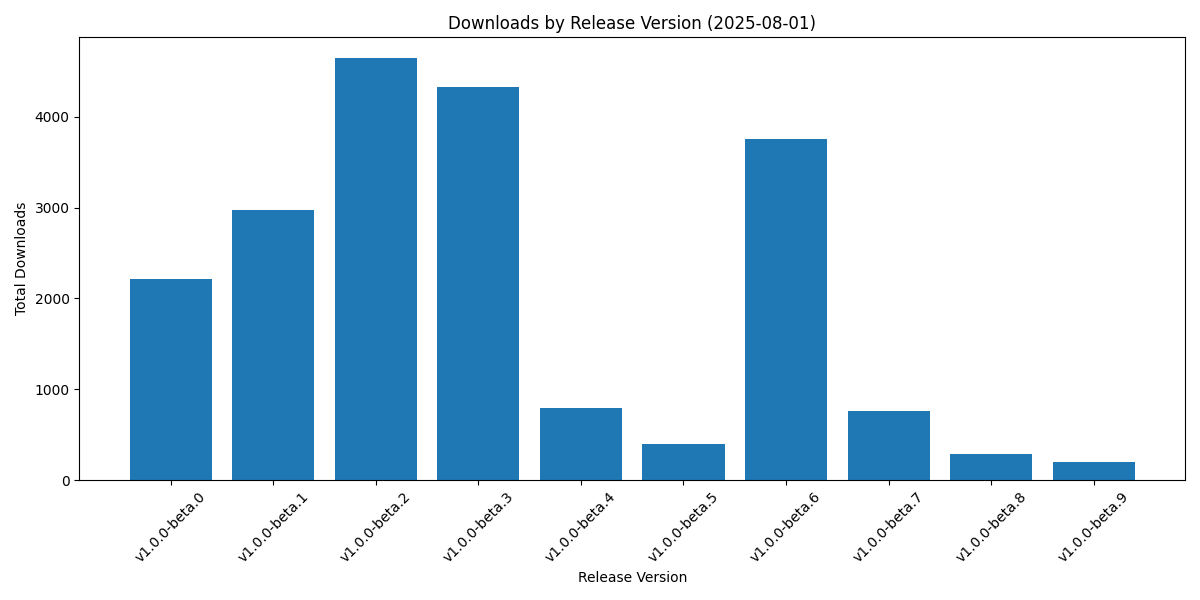 Downloads by Release Version (2025-08-01)
Total Downloads
4000
3000
2000
1000
0
v1.0.0-beta.0
v1.0.0-beta.1
v1.0.0-beta.2
v1.0.0-beta.3
v1.0.0-beta.4
v1.0.0-beta.5
v1.0.0-beta.6
v1.0.0-beta.7
v1.0.0-beta.8
v1.0.0-beta.9
Release Version